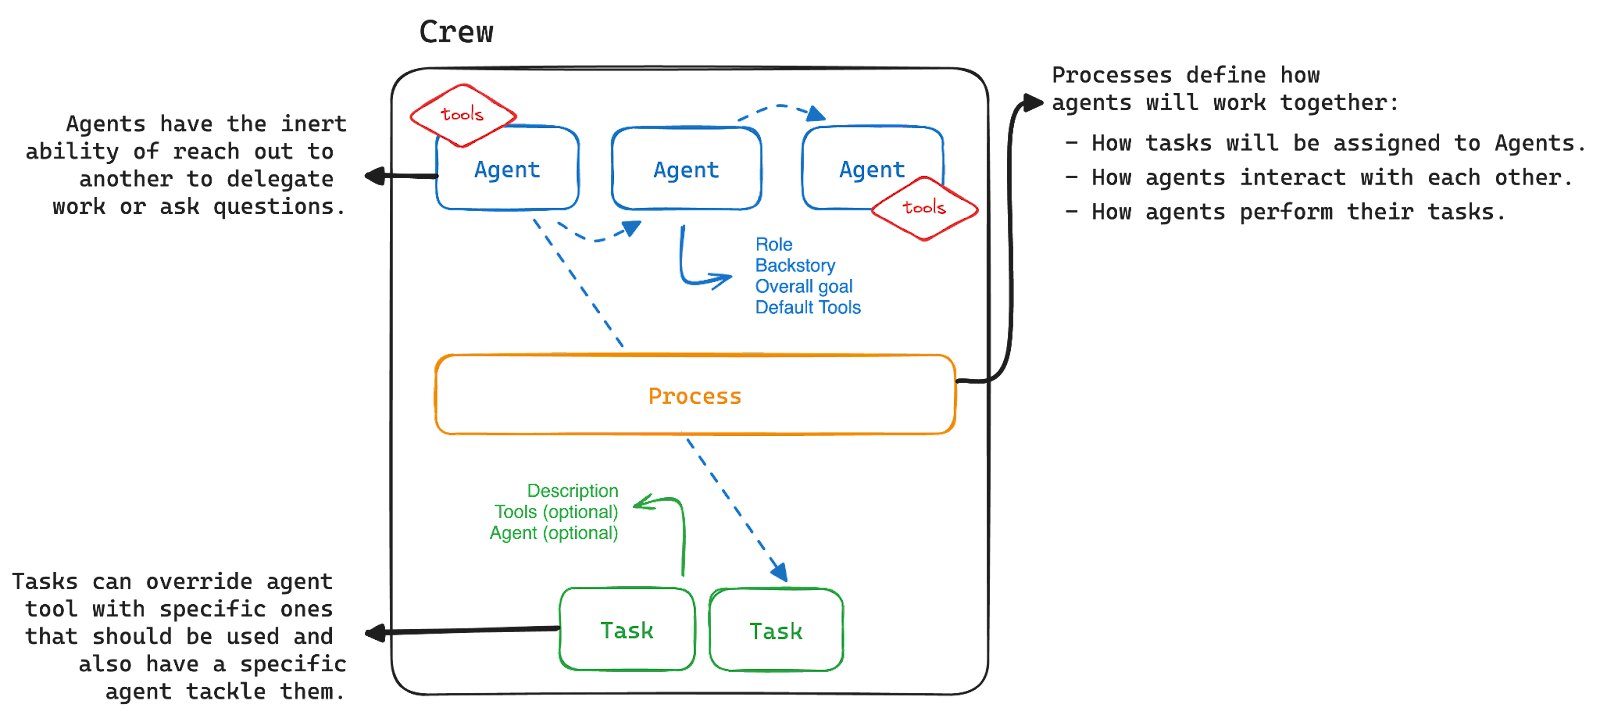 Crew
tools
Agent
Agent
Agent
tools
Agents have the inert
ability of reach out to
another to delegate
work or ask questions.
Processes define how
agents will work together:
- How tasks will be assigned to Agents.
- How agents interact with each other.
- How agents perform their tasks.
Role
Backstory
Overall goal
Default Tools
Process
Description
Tools (optional)
Agent (optional)
Task
Task
Tasks can override agent
tool with specific ones
that should be used and
also have a specific
agent tackle them.